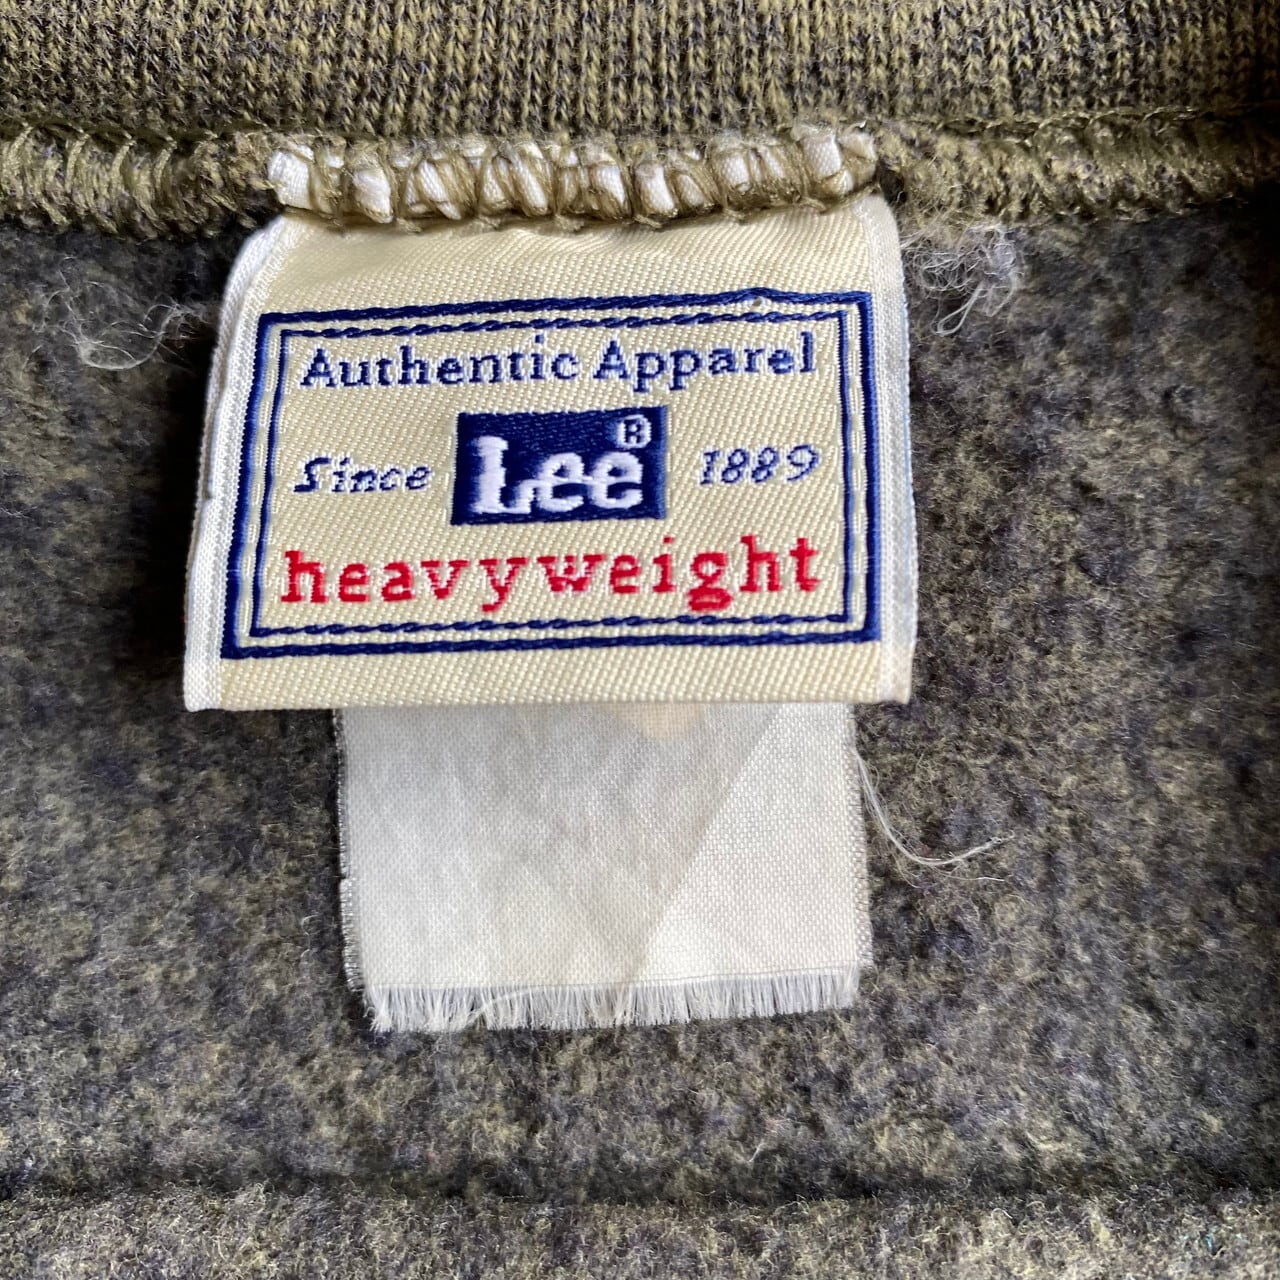 Authentic Apparel
Since Lee® 1889
heavyweight